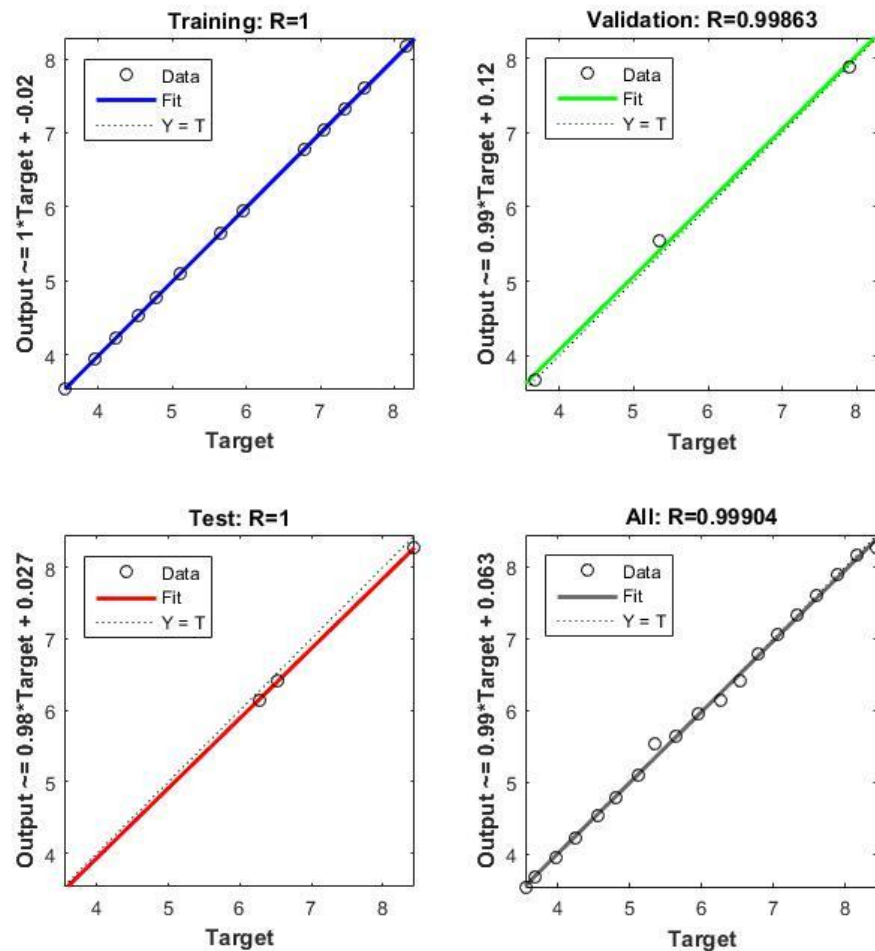 Training: R=1
Output ~= 1*Target + -0.02
8
7
6
5
4
Data
Fit
Y = T
4 5 6 7 8
Target
Validation: R=0.99863
Output ~= 0.99*Target + 0.12
8
7
6
5
4
Data
Fit
Y = T
4 5 6 7 8
Target
Test: R=1
Output ~= 0.98*Target + 0.027
8
7
6
5
4
Data
Fit
Y = T
4 5 6 7 8
Target
All: R=0.99904
Output ~= 0.99*Target + 0.063
8
7
6
5
4
Data
Fit
Y = T
4 5 6 7 8
Target